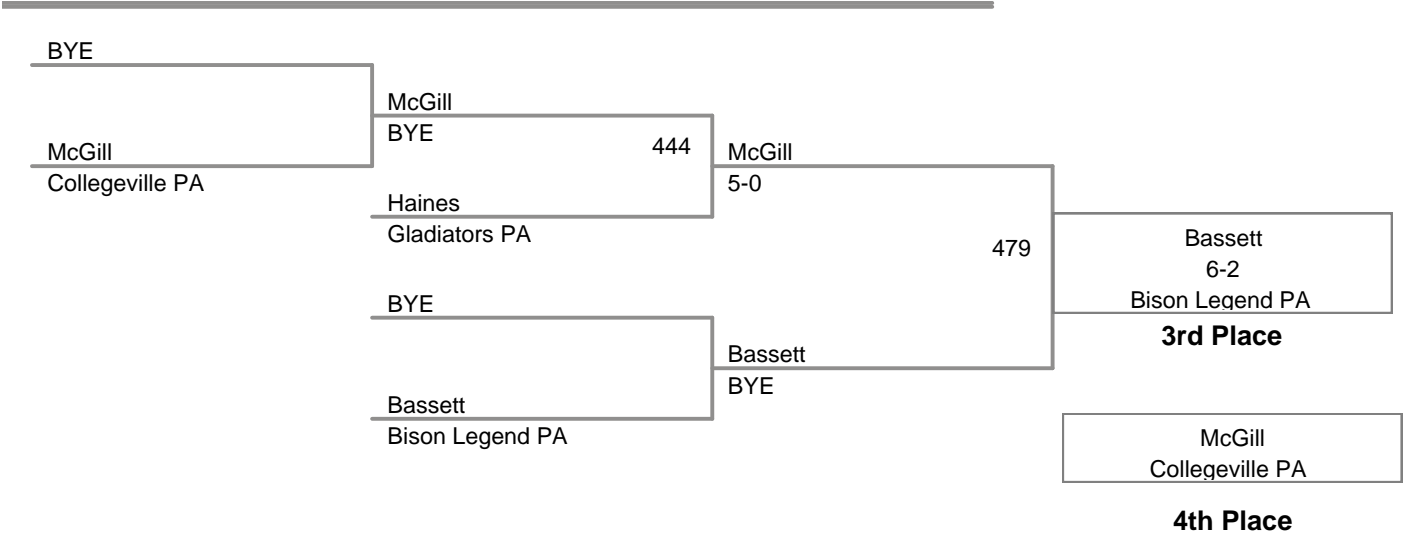 BYE
McGill
Collegeville PA
McGill
BYE
444
Haines
Gladiators PA
BYE
Bassett
Bison Legend PA
McGill
5-0
479
Bassett
BYE
Bassett
6-2
Bison Legend PA
3rd Place
McGill
Collegeville PA
4th Place